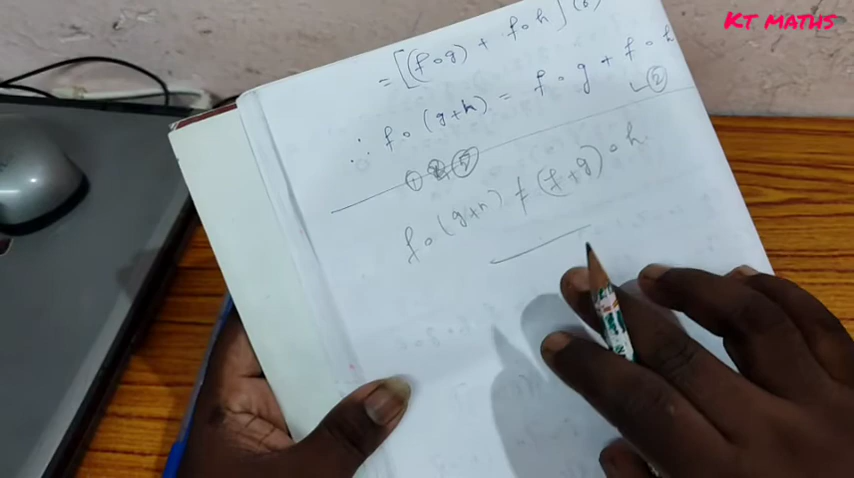 KT MATHS
= [(f∘g) + f∘h](x)
∴ f∘(g+h) = f∘g + f∘h
②
① ②
f∘(g+h) ≠ (f+g)∘h.